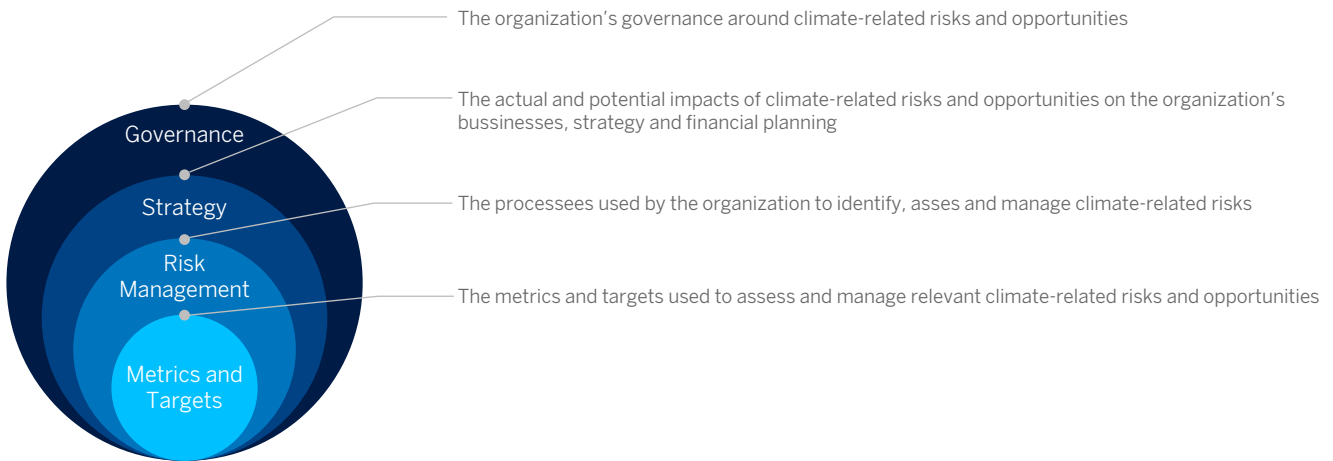 The organization's governance around climate-related risks and opportunities
The actual and potential impacts of climate-related risks and opportunities on the organization's
bussinesses, strategy and financial planning
Governance
Strategy
The processees used by the organization to identify, asses and manage climate-related risks
Risk
Management
The metrics and targets used to assess and manage relevant climate-related risks and opportunities
Metrics and
Targets